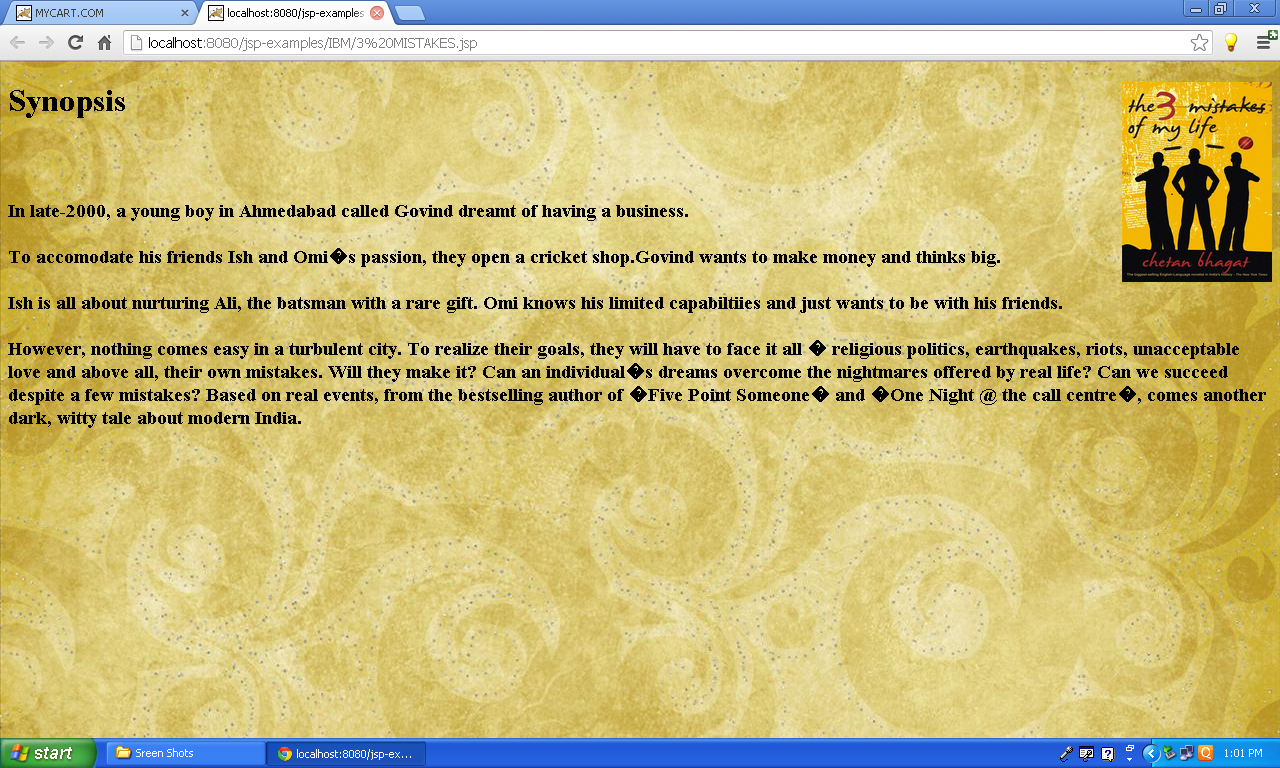 MYCART.COM
localhost:8080/jsp-examples
localhost:8080/jsp-examples/IBM/3%20MISTAKES.jsp
Synopsis
the 3 mistakes
of my life
chetan bhagat
In late-2000, a young boy in Ahmedabad called Govind dreamt of having a business.
To accomodate his friends Ish and Omi�s passion, they open a cricket shop.Govind wants to make money and thinks big.
Ish is all about nurturing Ali, the batsman with a rare gift. Omi knows his limited capabiltiies and just wants to be with his friends.
However, nothing comes easy in a turbulent city. To realize their goals, they will have to face it all � religious politics, earthquakes, riots, unacceptable
love and above all, their own mistakes. Will they make it? Can an individual�s dreams overcome the nightmares offered by real life? Can we succeed
despite a few mistakes? Based on real events, from the bestselling author of �Five Point Someone� and �One Night @ the call centre�, comes another
dark, witty tale about modern India.
start
Sreen Shots
localhost:8080/jsp-ex...
1:01 PM